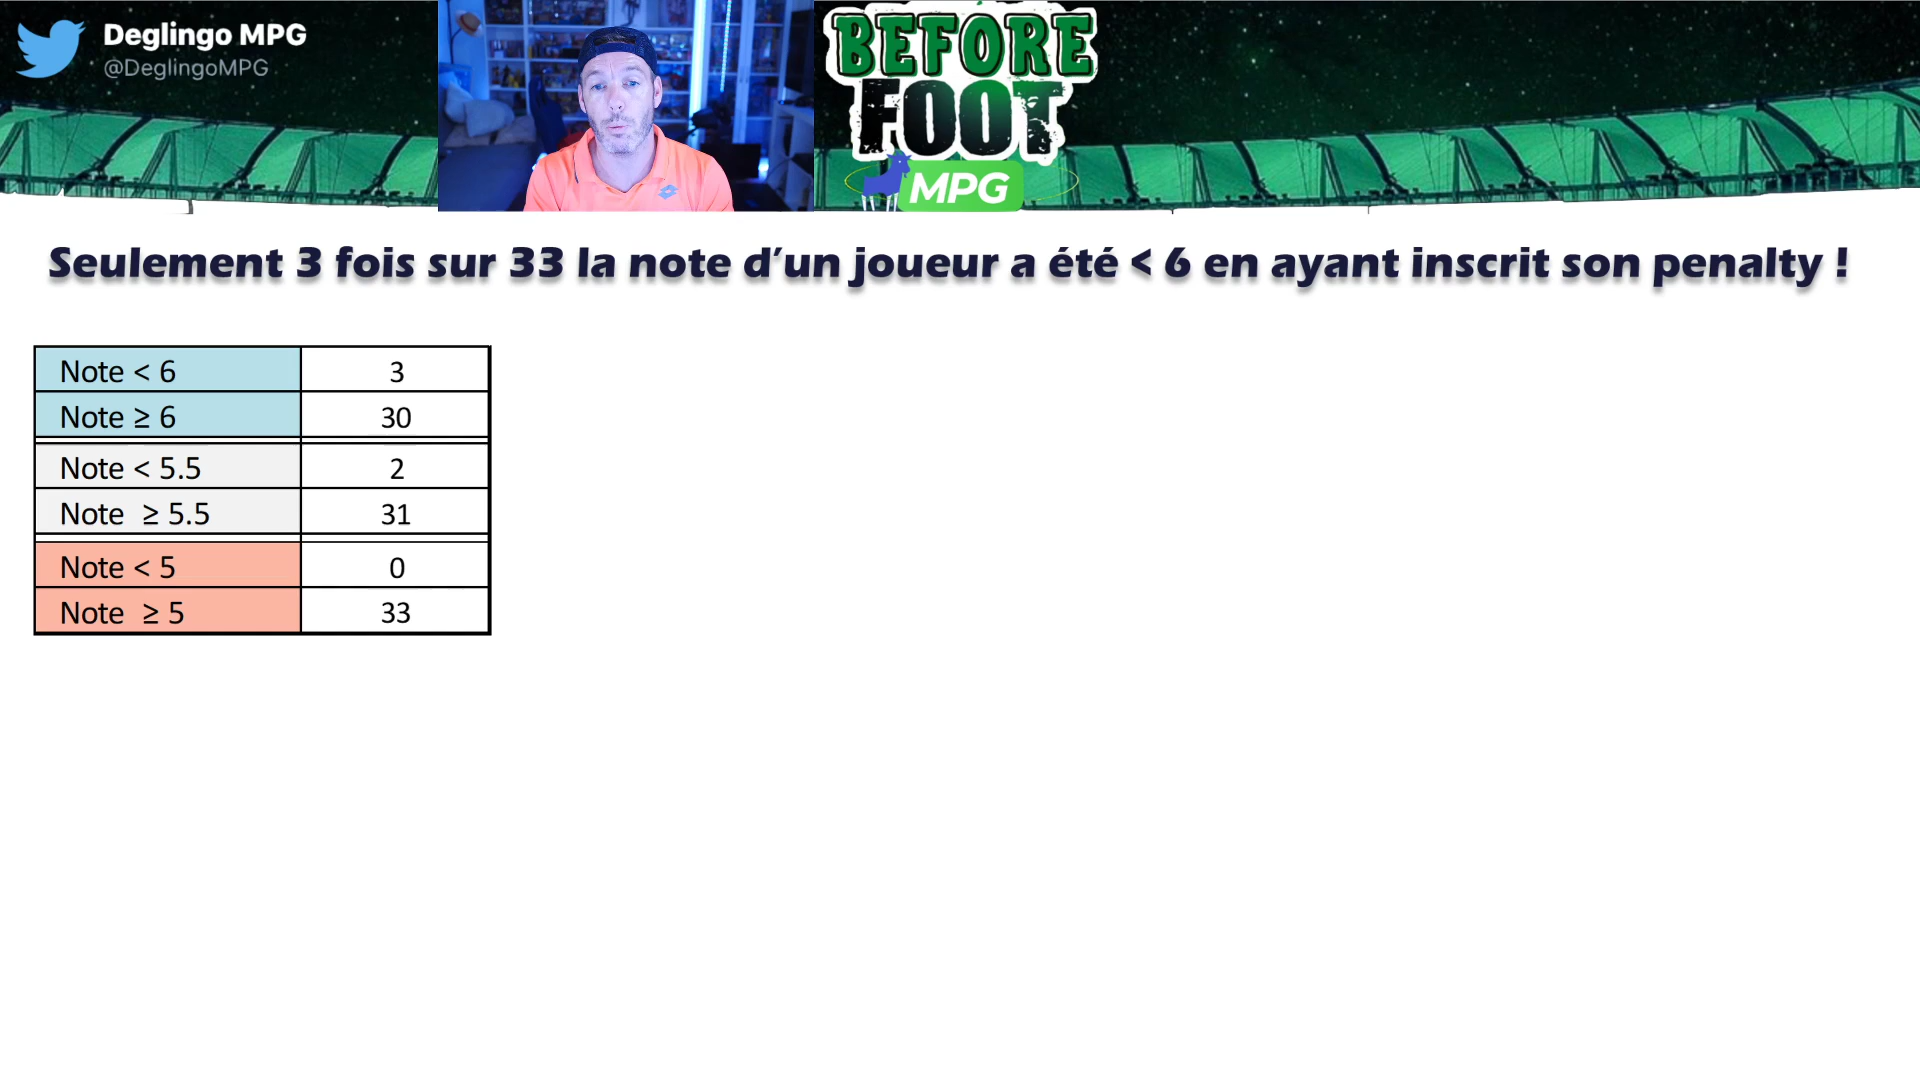 Deglingo MPG
@DeglingoMPG
BEFORE
FOOT
MPG
Seulement 3 fois sur 33 la note d’un joueur a été < 6 en ayant inscrit son penalty !
Note < 6 3
Note ≥ 6 30
Note < 5.5 2
Note ≥ 5.5 31
Note < 5 0
Note ≥ 5 33